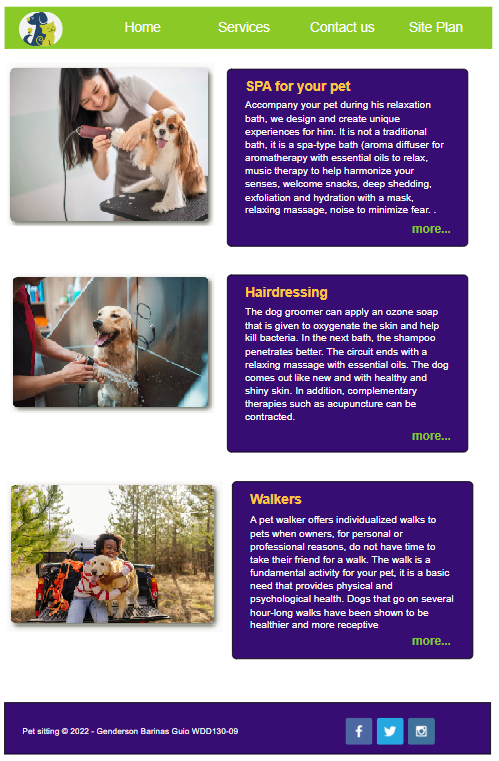 Home Services Contact us Site Plan
SPA for your pet
Accompany your pet during his relaxation
bath, we design and create unique
experiences for him. It is not a traditional
bath, it is a spa-type bath (aroma diffuser for
aromatherapy with essential oils to relax,
music therapy to help harmonize your
senses, welcome snacks, deep shedding,
exfoliation and hydration with a mask,
relaxing massage, noise to minimize fear. .
more...
Hairdressing
The dog groomer can apply an ozone soap
that is given to oxygenate the skin and help
kill bacteria. In the next bath, the shampoo
penetrates better. The circuit ends with a
relaxing massage with essential oils. The dog
comes out like new and with healthy and
shiny skin. In addition, complementary
therapies such as acupuncture can be
contracted.
more...
Walkers
A pet walker offers individualized walks to
pets when owners, for personal or
professional reasons, do not have time to
take their friend for a walk. The walk is a
fundamental activity for your pet, it is a basic
need that provides physical and
psychological health. Dogs that go on several
hour-long walks have been shown to be
healthier and more receptive
more...
Pet sitting © 2022 - Genderson Barinas Guio WDD130-09